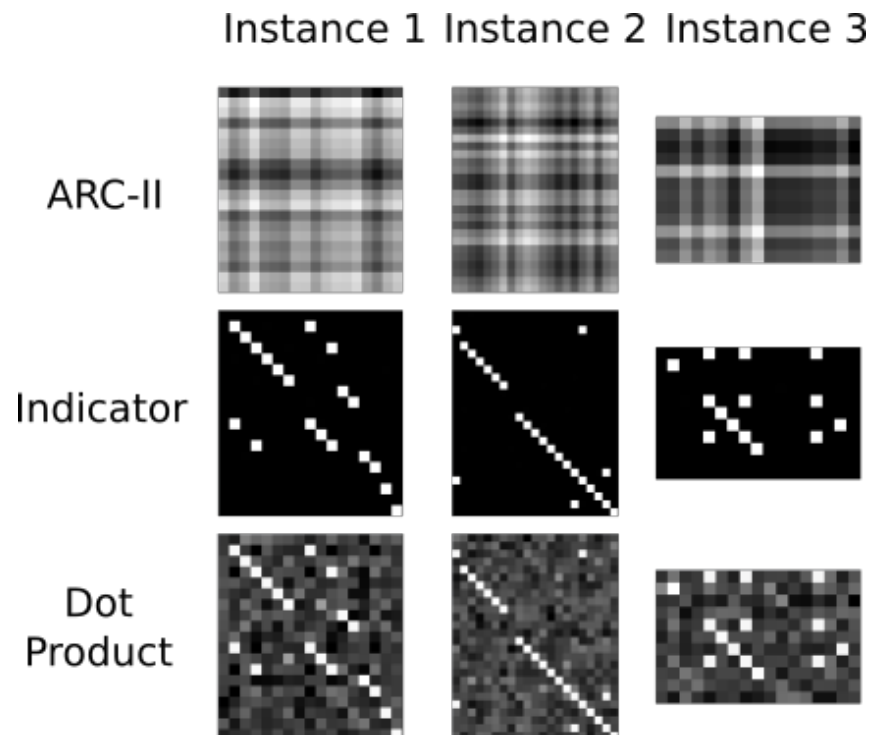 Instance 1 Instance 2 Instance 3
ARC-II
Indicator
Dot
Product